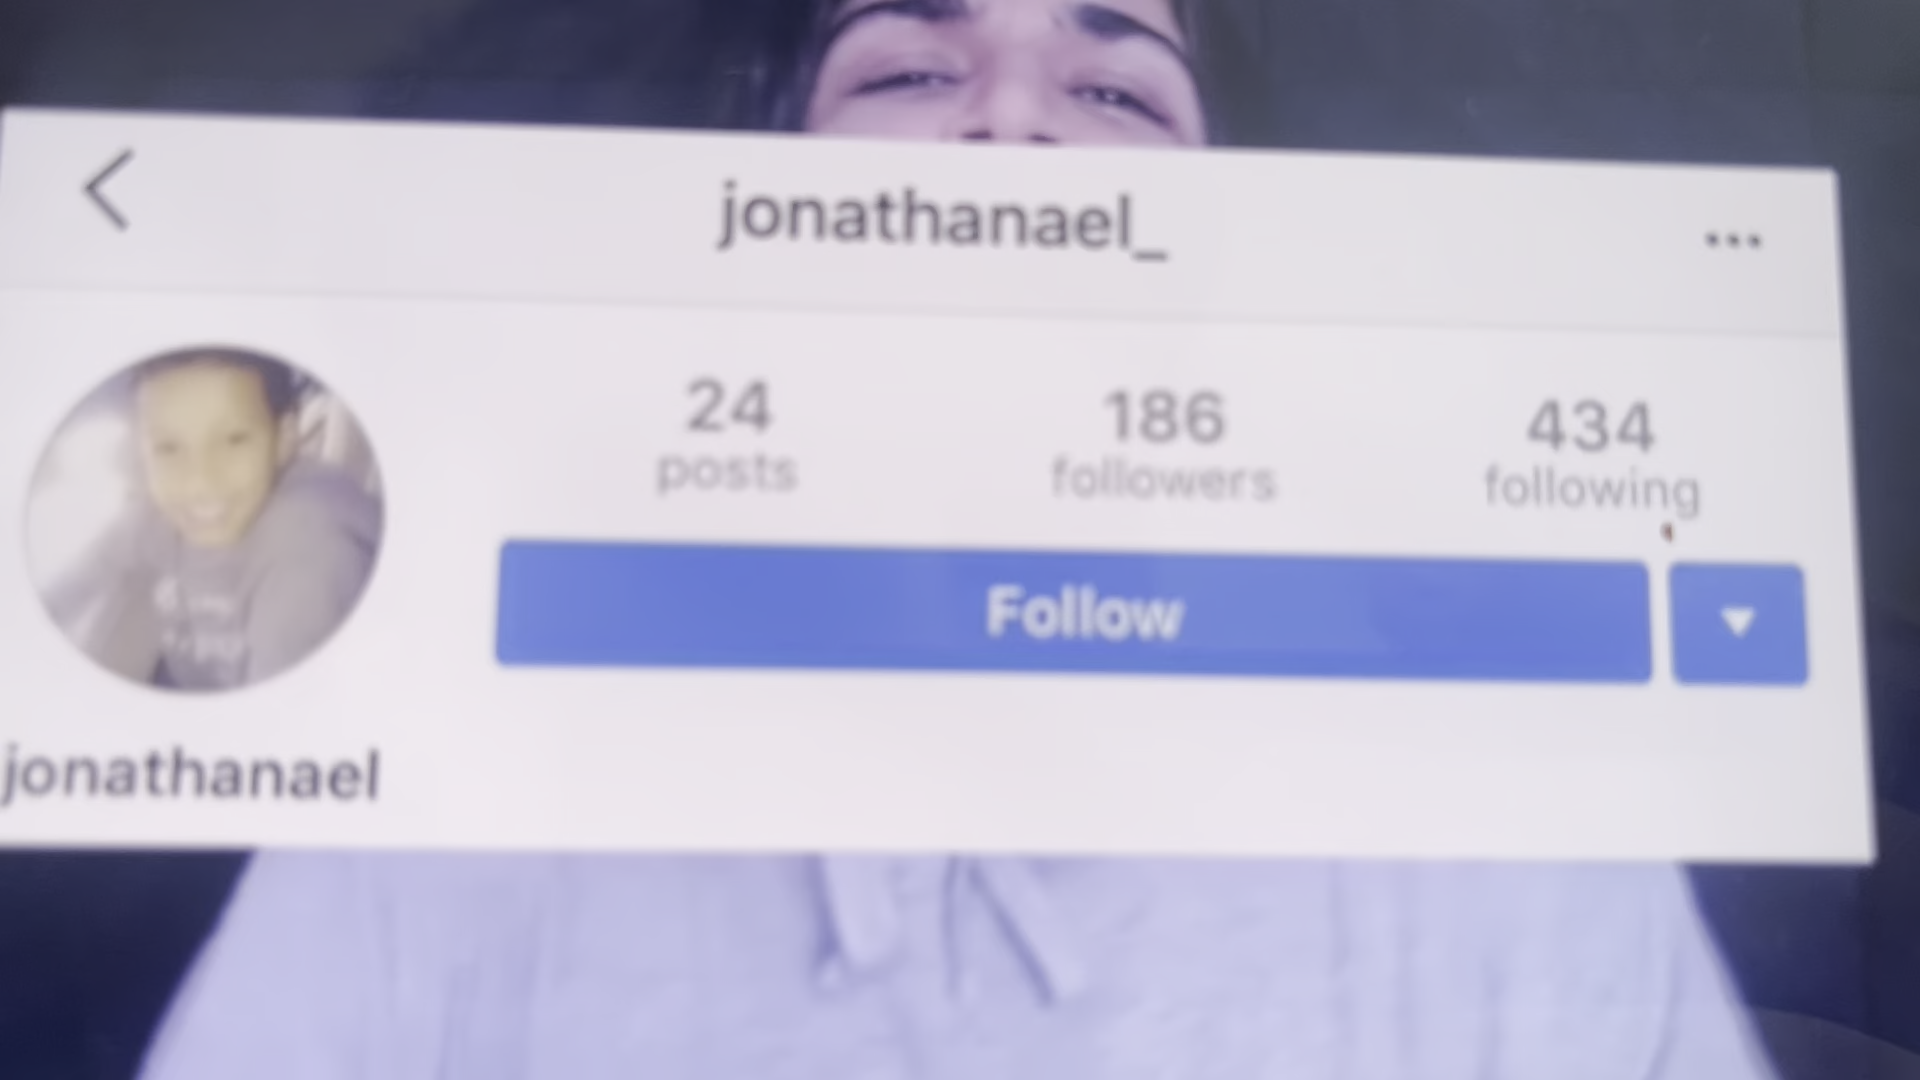 jonathanael_
...
24 186 434
posts followers following
Follow
jonathanael